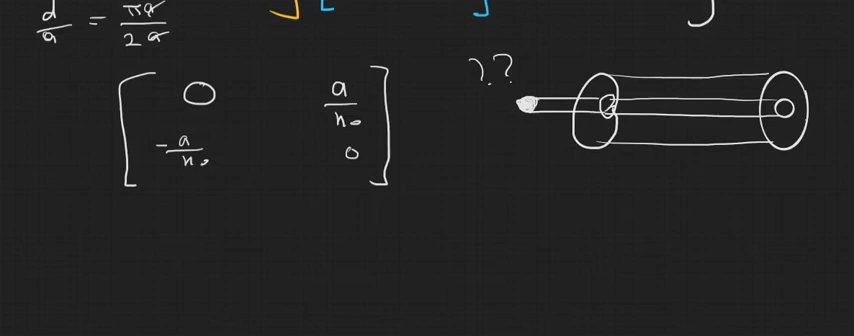 d/a = πa/2a
[ 0 a/n₀
-a/n₀ 0 ]
?.?